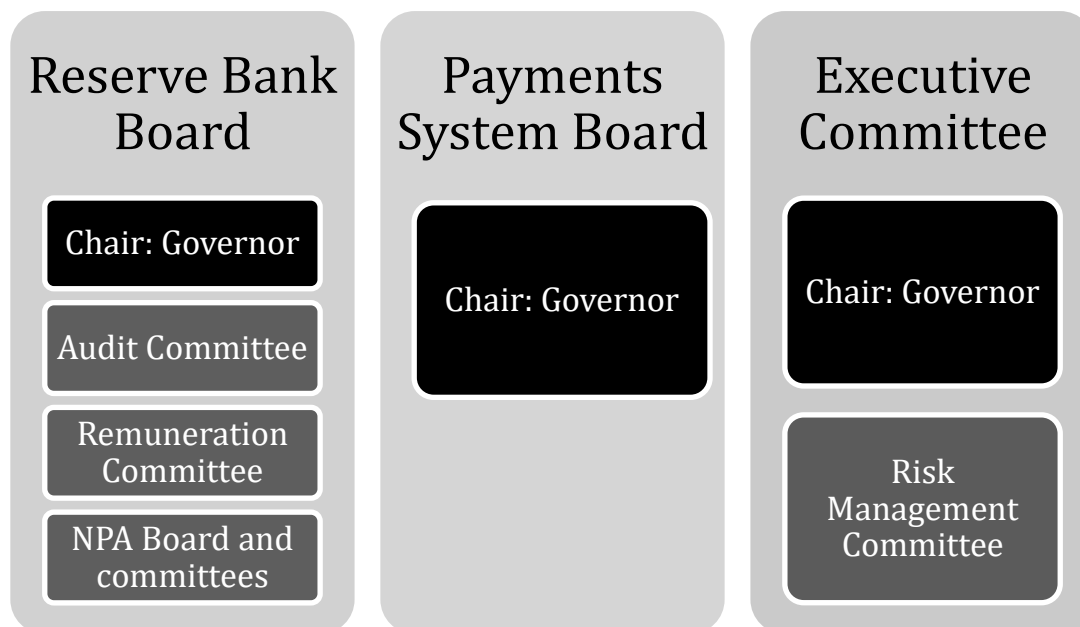 Reserve Bank
Board
Chair: Governor
Audit Committee
Remuneration
Committee
NPA Board and
committees
Payments
System Board
Chair: Governor
Executive
Committee
Chair: Governor
Risk
Management
Committee